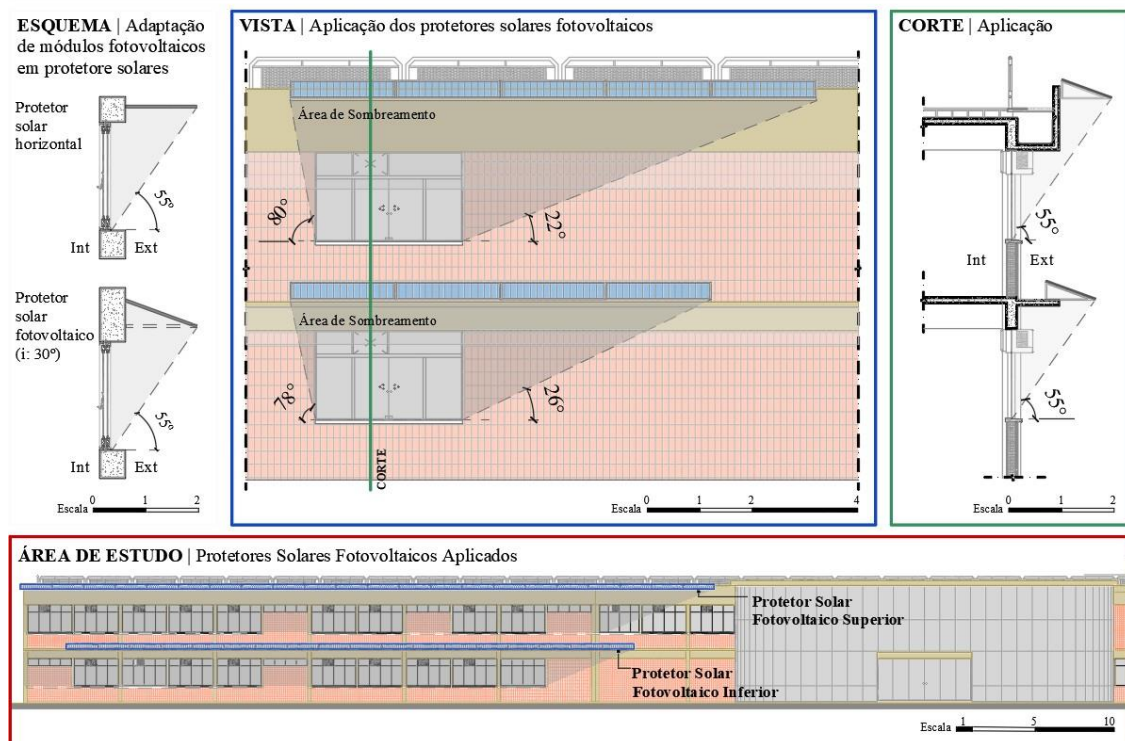 ESQUEMA | Adaptação
de módulos fotovoltaicos
em protetore solares
Protetor
solar
horizontal
55º
Int
Ext
Protetor
solar
fotovoltaico
(i: 30º)
55º
Int
Ext
Escala
0
1
2
VISTA | Aplicação dos protetores solares fotovoltaicos
Área de Sombreamento
80°
22°
Área de Sombreamento
78°
26°
CORTE
Escala
0
1
2
4
CORTE | Aplicação
55°
Int
Ext
55°
Escala
0
1
2
ÁREA DE ESTUDO | Protetores Solares Fotovoltaicos Aplicados
Protetor Solar
Fotovoltaico Superior
Protetor Solar
Fotovoltaico Inferior
Escala
1
5
10